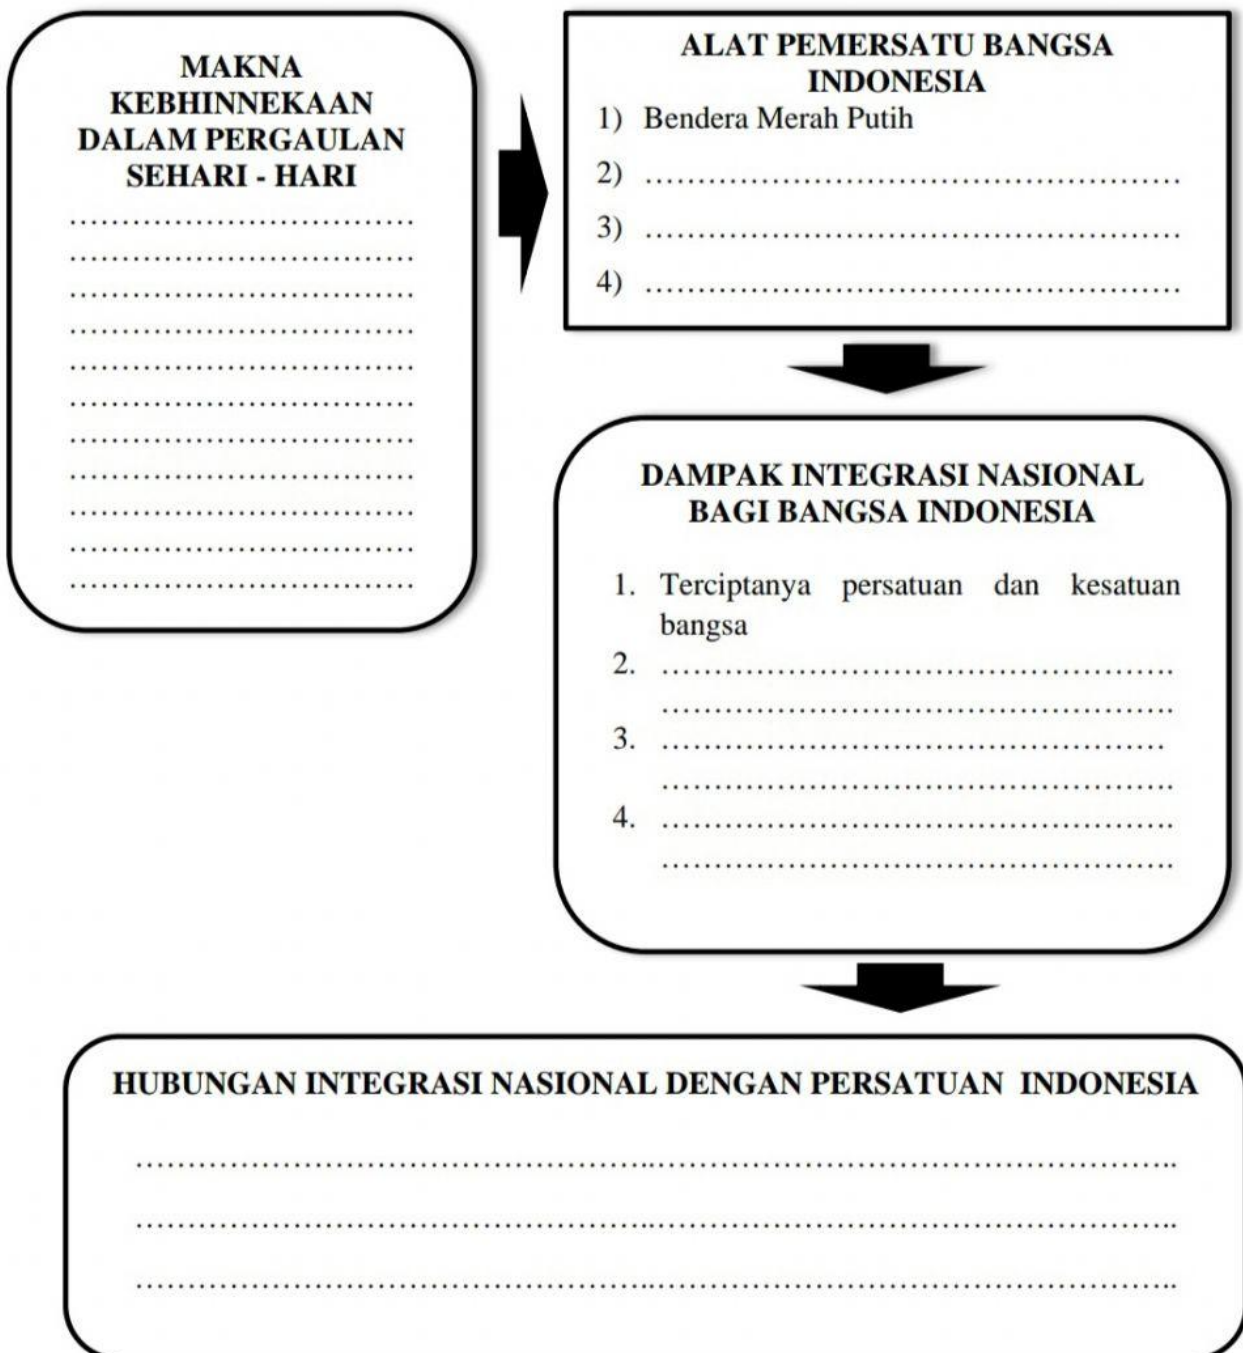 MAKNA
KEBHINNEKAAN
DALAM PERGAULAN
SEHARI - HARI
……………………………
……………………………
……………………………
……………………………
……………………………
……………………………
……………………………
……………………………
……………………………
……………………………
……………………………
ALAT PEMERSATU BANGSA
INDONESIA
1) Bendera Merah Putih
2) ……………………………………………
3) ……………………………………………
4) ……………………………………………
DAMPAK INTEGRASI NASIONAL
BAGI BANGSA INDONESIA
1. Terciptanya persatuan dan kesatuan
bangsa
2. ………………………………………….
………………………………………….
3. …………………………………………
………………………………………….
4. ………………………………………….
………………………………………….
HUBUNGAN INTEGRASI NASIONAL DENGAN PERSATUAN INDONESIA
…………………………………………..…………………………………………..
…………………………………………..…………………………………………..
…………………………………………..…………………………………………..